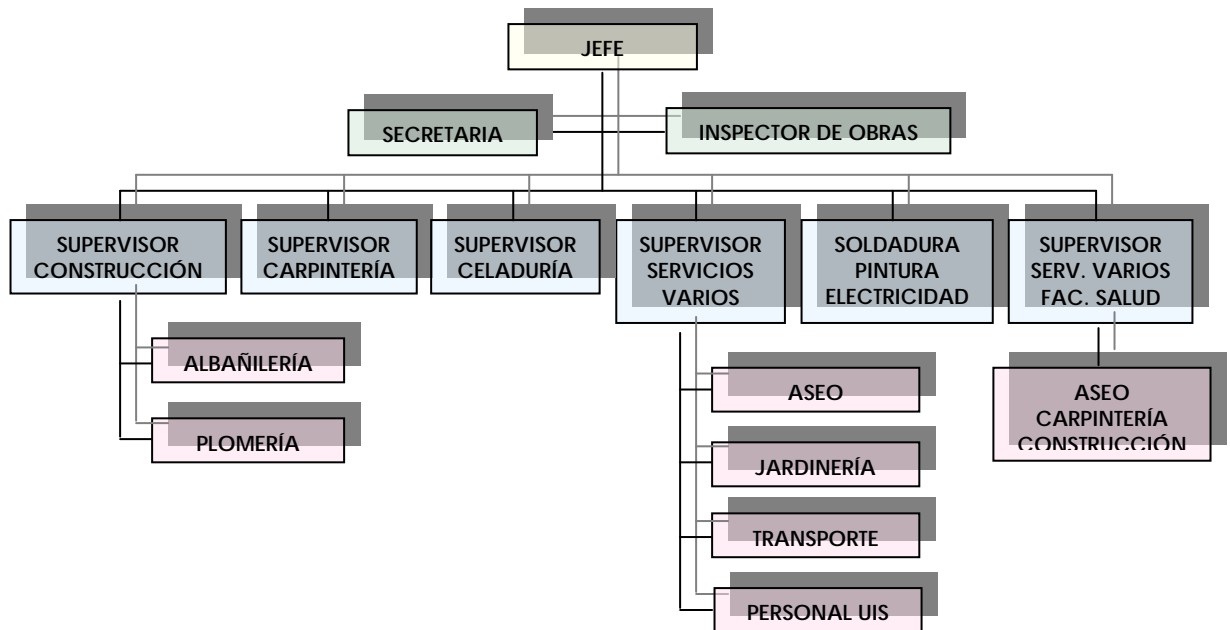 JEFE
SECRETARIA
INSPECTOR DE OBRAS
SUPERVISOR
CONSTRUCCIÓN
SUPERVISOR
CARPINTERÍA
SUPERVISOR
CELADURÍA
SUPERVISOR
SERVICIOS
VARIOS
SOLDADURA
PINTURA
ELECTRICIDAD
SUPERVISOR
SERV. VARIOS
FAC. SALUD
ALBAÑILERÍA
PLOMERÍA
ASEO
JARDINERÍA
TRANSPORTE
PERSONAL UIS
ASEO
CARPINTERÍA
CONSTRUCCIÓN